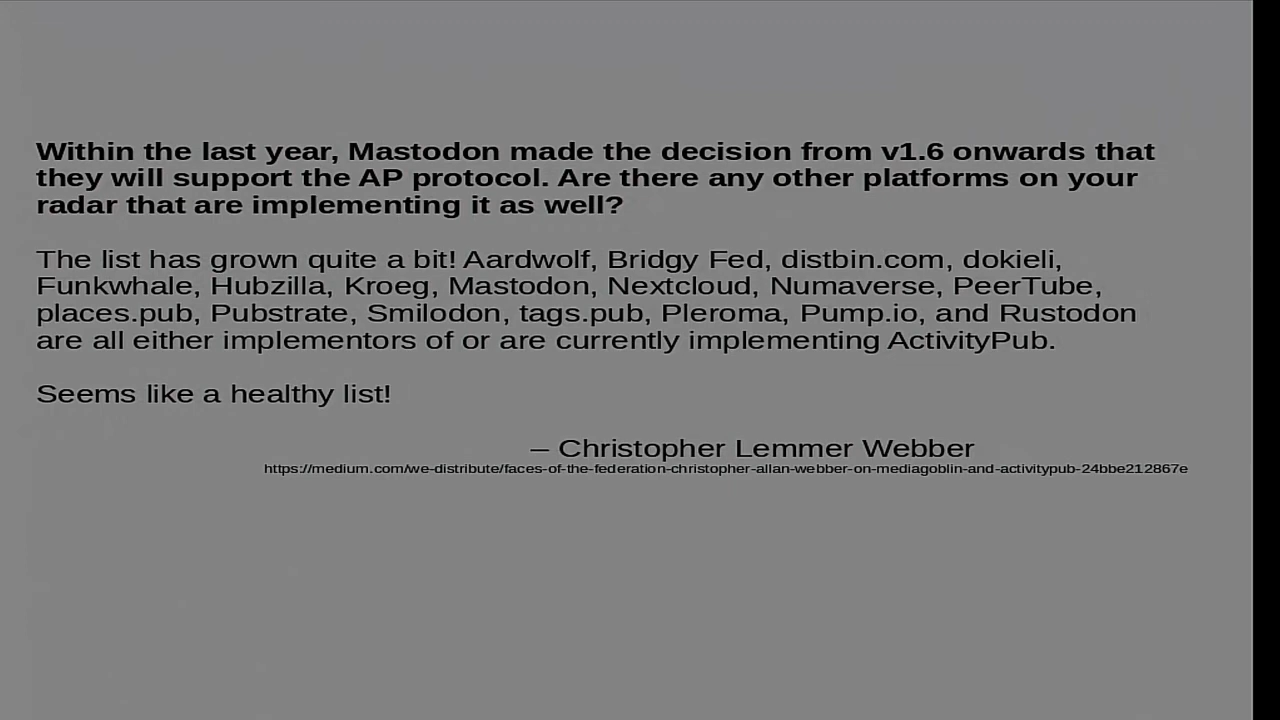 Within the last year, Mastodon made the decision from v1.6 onwards that
they will support the AP protocol. Are there any other platforms on your
radar that are implementing it as well?
The list has grown quite a bit! Aardwolf, Bridgy Fed, distbin.com, dokieli,
Funkwhale, Hubzilla, Kroeg, Mastodon, Nextcloud, Numaverse, PeerTube,
places.pub, Pubstrate, Smilodon, tags.pub, Pleroma, Pump.io, and Rustodon
are all either implementors of or are currently implementing ActivityPub.
Seems like a healthy list!
– Christopher Lemmer Webber
https://medium.com/we-distribute/faces-of-the-federation-christopher-allan-webber-on-mediagoblin-and-activitypub-24bbe212867e